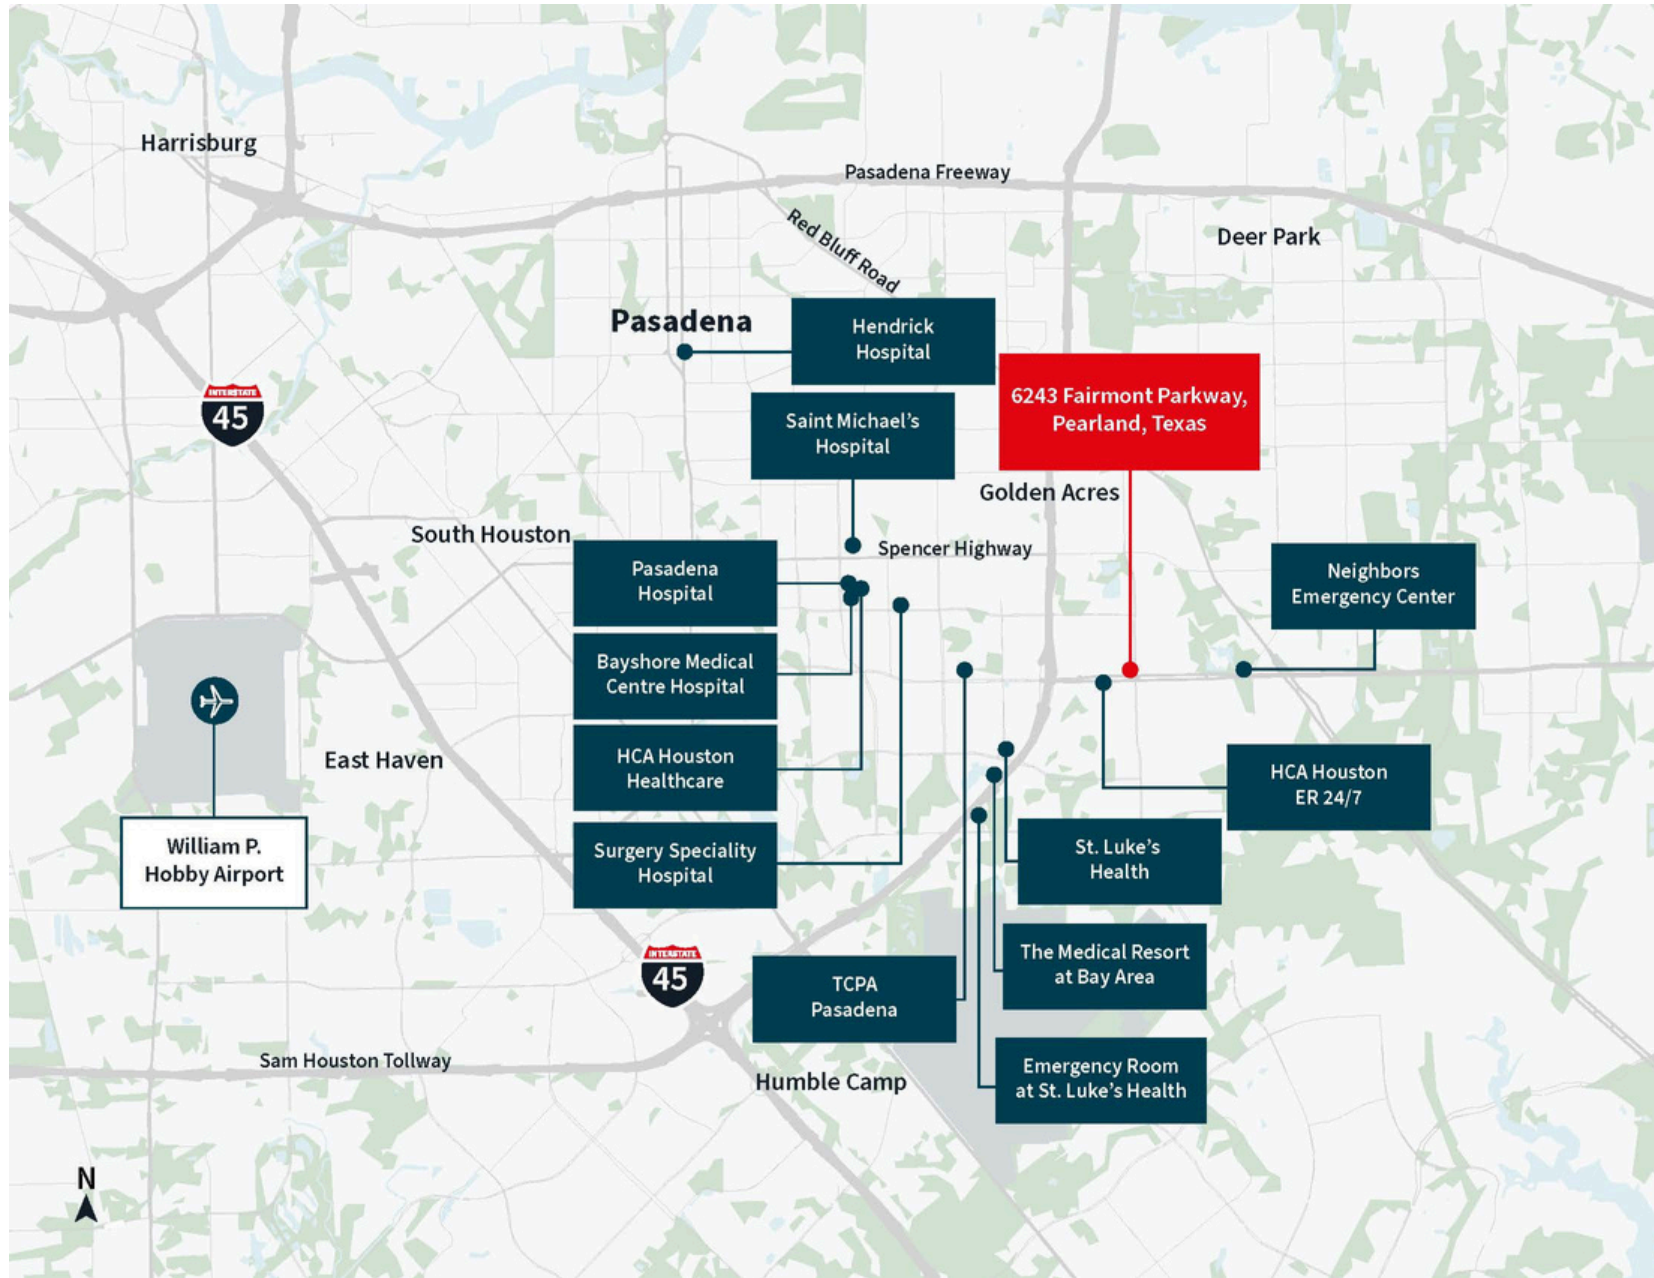 Harrisburg
Pasadena Freeway
Red Bluff Road
Deer Park
Pasadena
Hendrick
Hospital
6243 Fairmont Parkway,
Pearland, Texas
INTERSTATE
45
Saint Michael's
Hospital
Golden Acres
South Houston
Spencer Highway
Pasadena
Hospital
Neighbors
Emergency Center
Bayshore Medical
Centre Hospital
East Haven
HCA Houston
Healthcare
HCA Houston
ER 24/7
William P.
Hobby Airport
Surgery Speciality
Hospital
St. Luke's
Health
INTERSTATE
45
The Medical Resort
at Bay Area
TCPA
Pasadena
Sam Houston Tollway
Humble Camp
Emergency Room
at St. Luke's Health
N